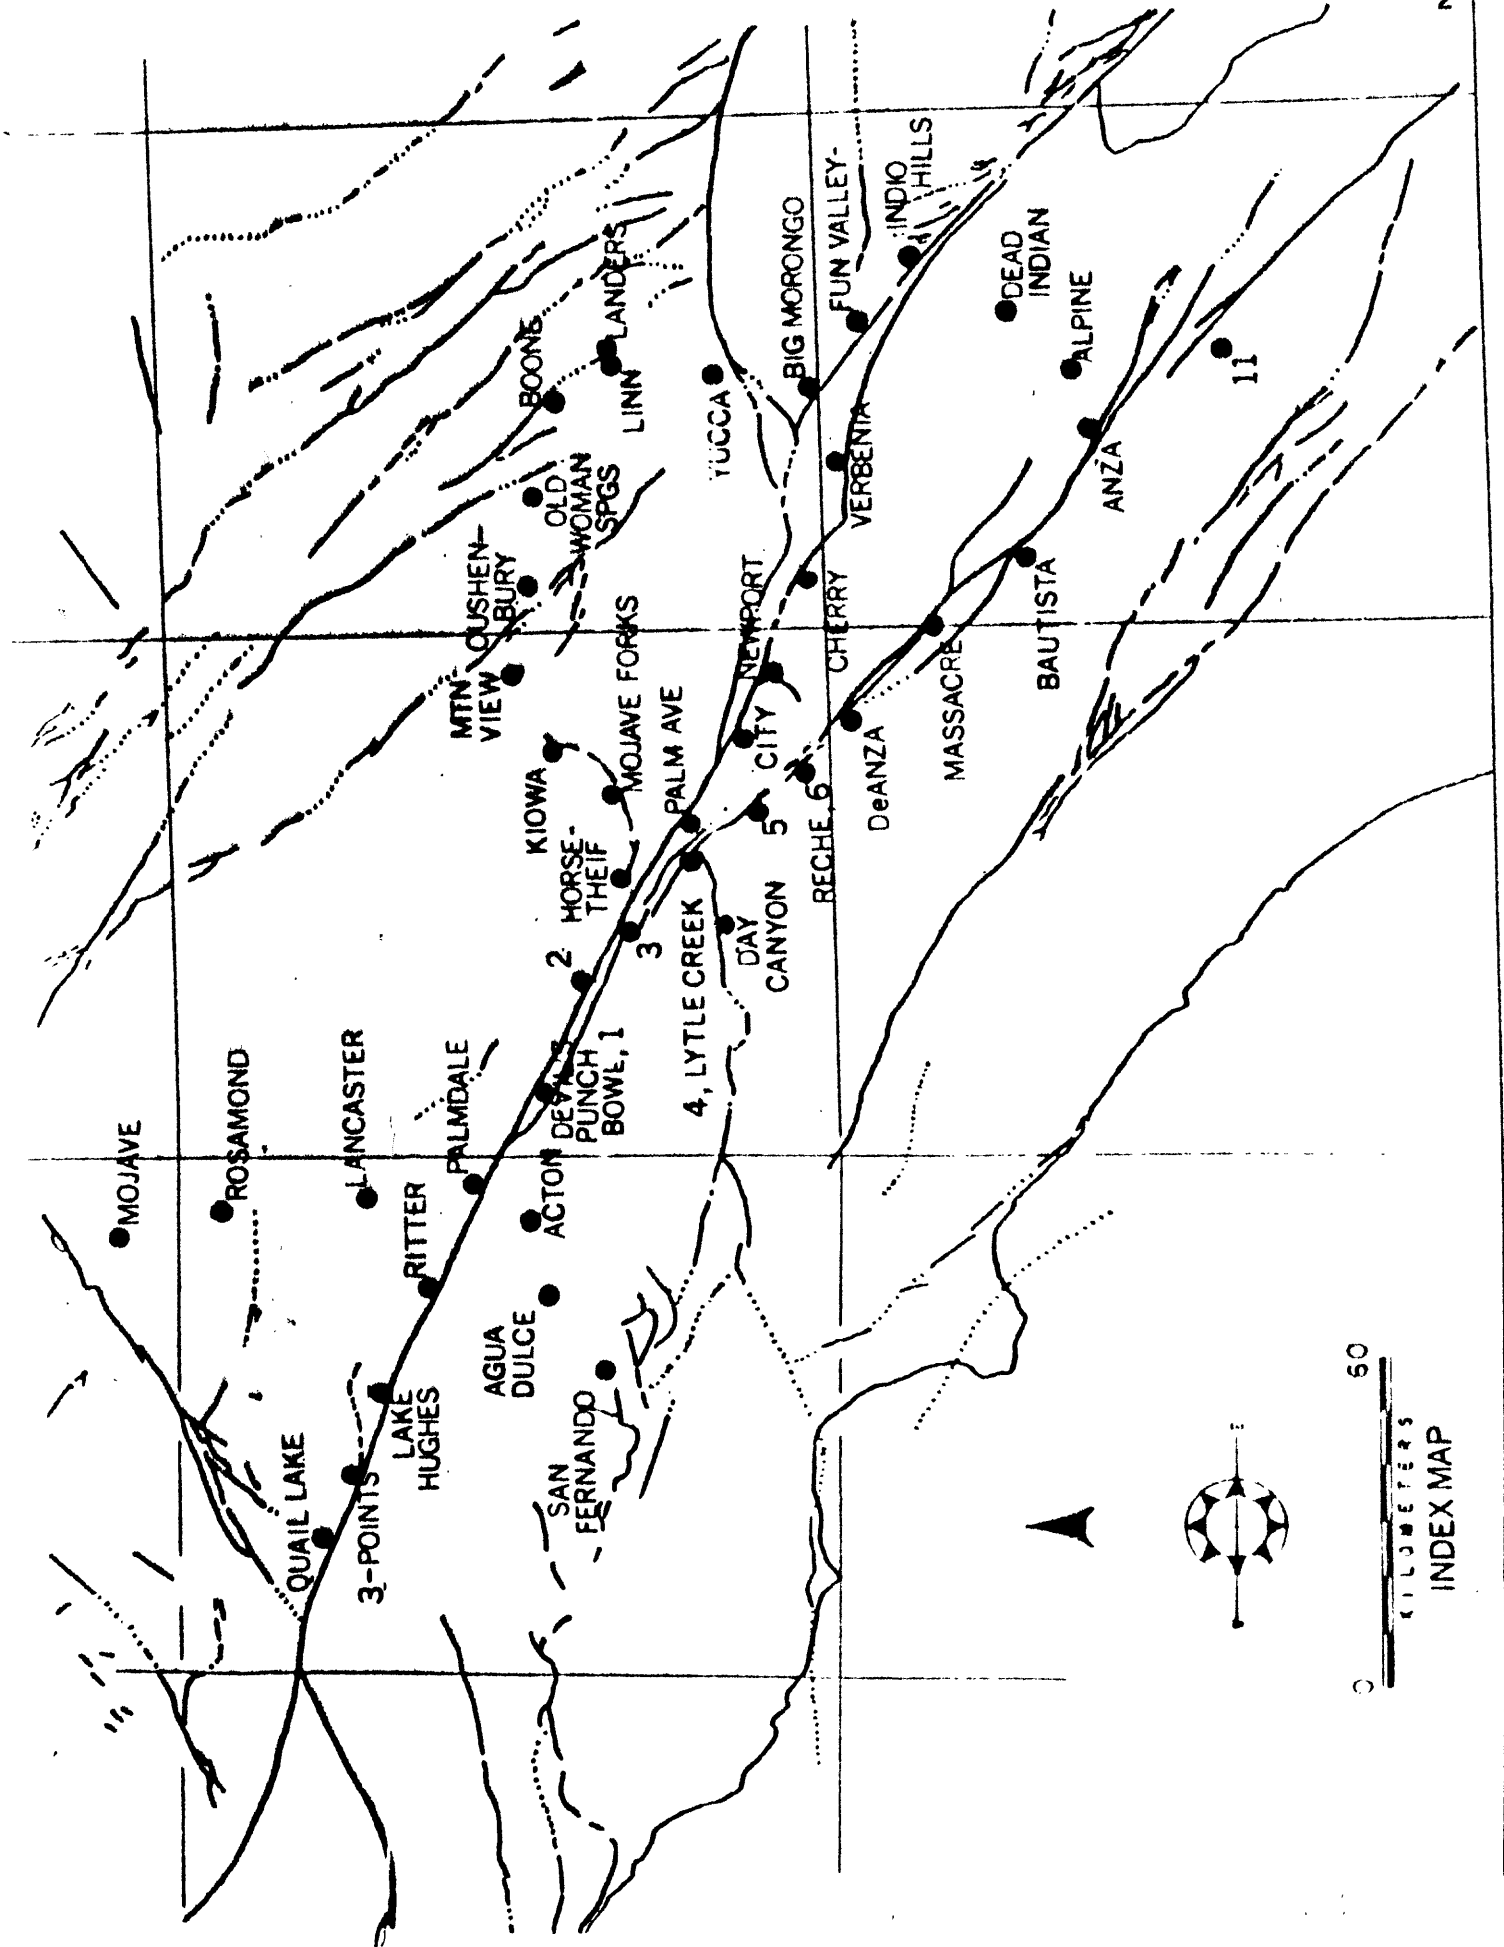 MOJAVE
ROSAMOND
LANCASTER
QUAIL LAKE
3-POINTS
LAKE
HUGHES
RITTER
PALMDALE
AGUA
DULCE
ACTON
SAN
FERNANDO
DEVIL'S
PUNCH
BOWL, 1
2
3
HORSE-
THEIF
KIOWA
MOJAVE FORKS
MTN
VIEW
OUSHEN-
BURY
OLD
WOMAN
SPGS
BOONE
LINN
LANDERS
YUCCA
4, LYTLE CREEK
DAY
CANYON
PALM AVE
5
CITY
NEWPORT
RECHE, 6
CHERRY
VERBENIA
BIG MORONGO
FUN VALLEY-
INDIO
HILLS
DeANZA
MASSACRE
BAUTISTA
ANZA
ALPINE
DEAD
INDIAN
11
E
0
60
KILOMETERS
INDEX MAP
2